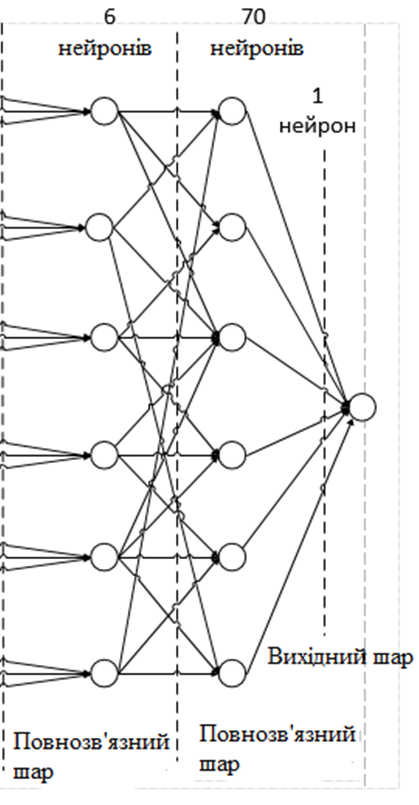 6
нейронів
70
нейронів
1
нейрон
Вихідний шар
Повнозв'язний
шар
Повнозв'язний
шар